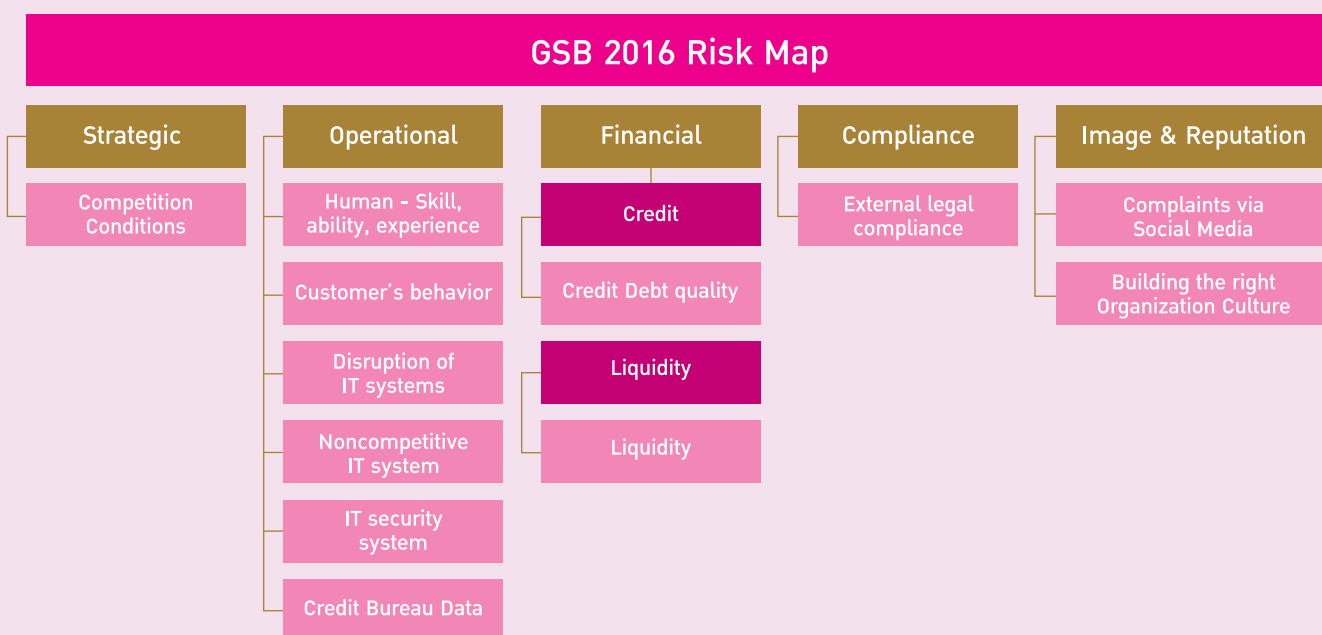 GSB 2016 Risk Map
Strategic
Competition
Conditions
Operational
Human - Skill,
ability, experience
Customer's behavior
Disruption of
IT systems
Noncompetitive
IT system
IT security
system
Credit Bureau Data
Financial
Credit
Credit Debt quality
Liquidity
Liquidity
Compliance
External legal
compliance
Image & Reputation
Complaints via
Social Media
Building the right
Organization Culture